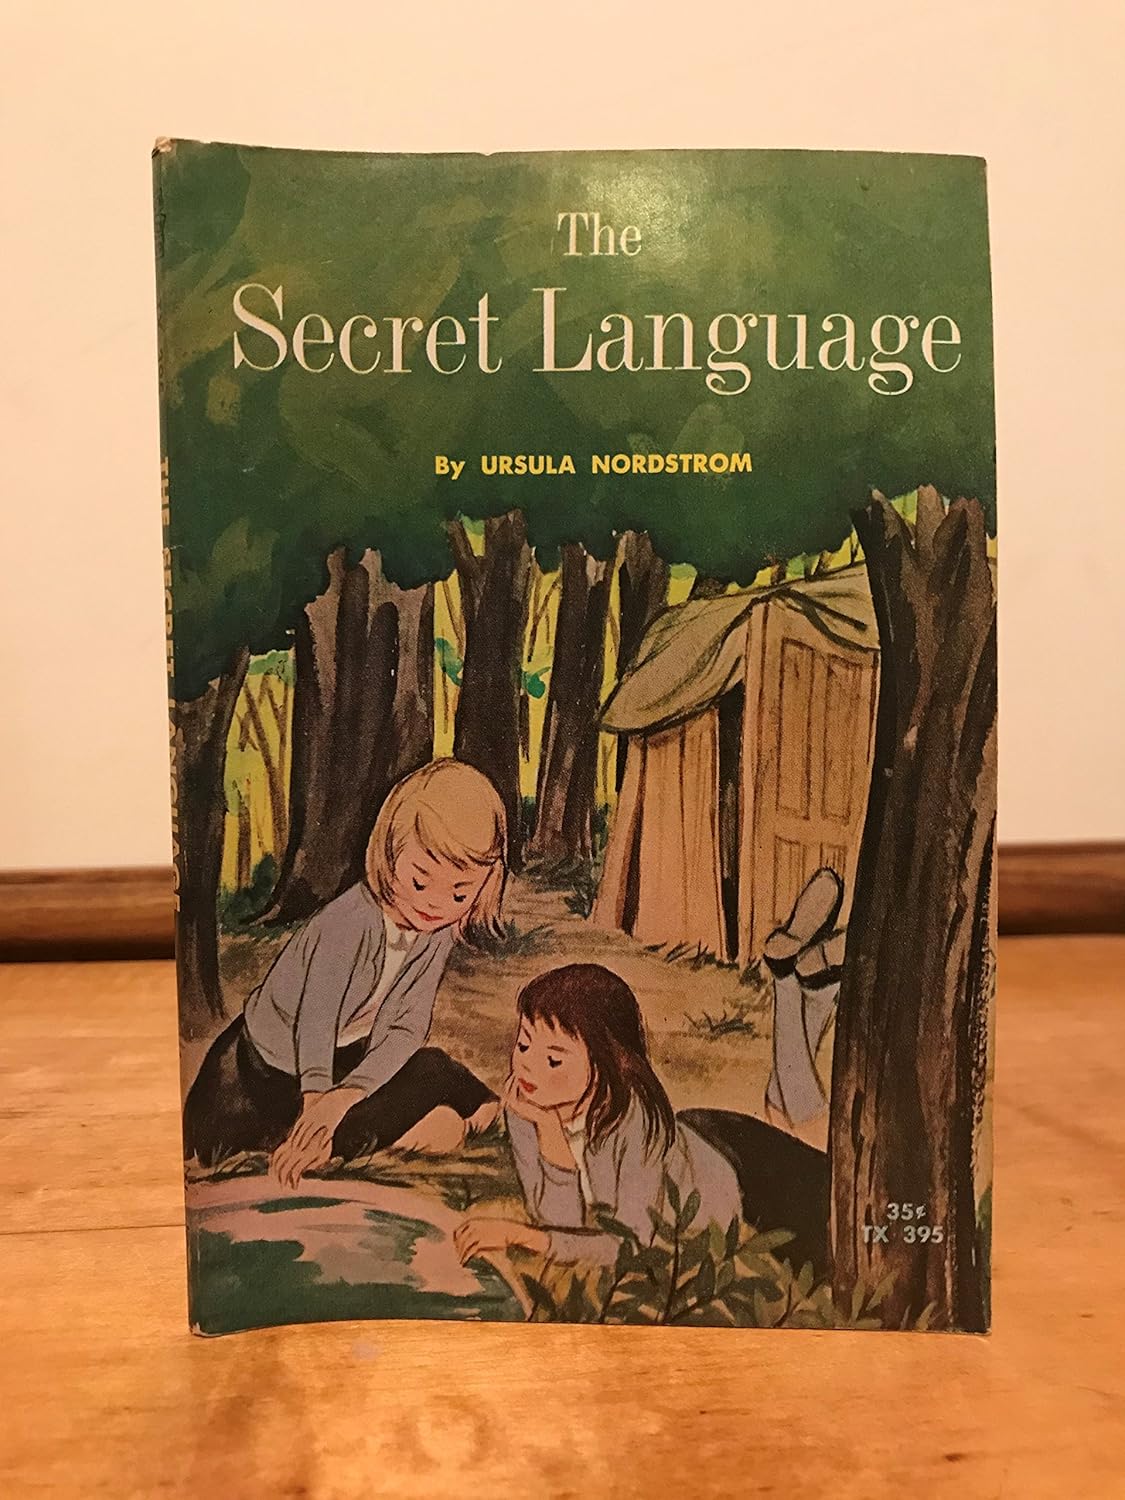 The
Secret Language
By URSULA NORDSTROM
THE SECRET LANGUAGE
35¢
TX 395